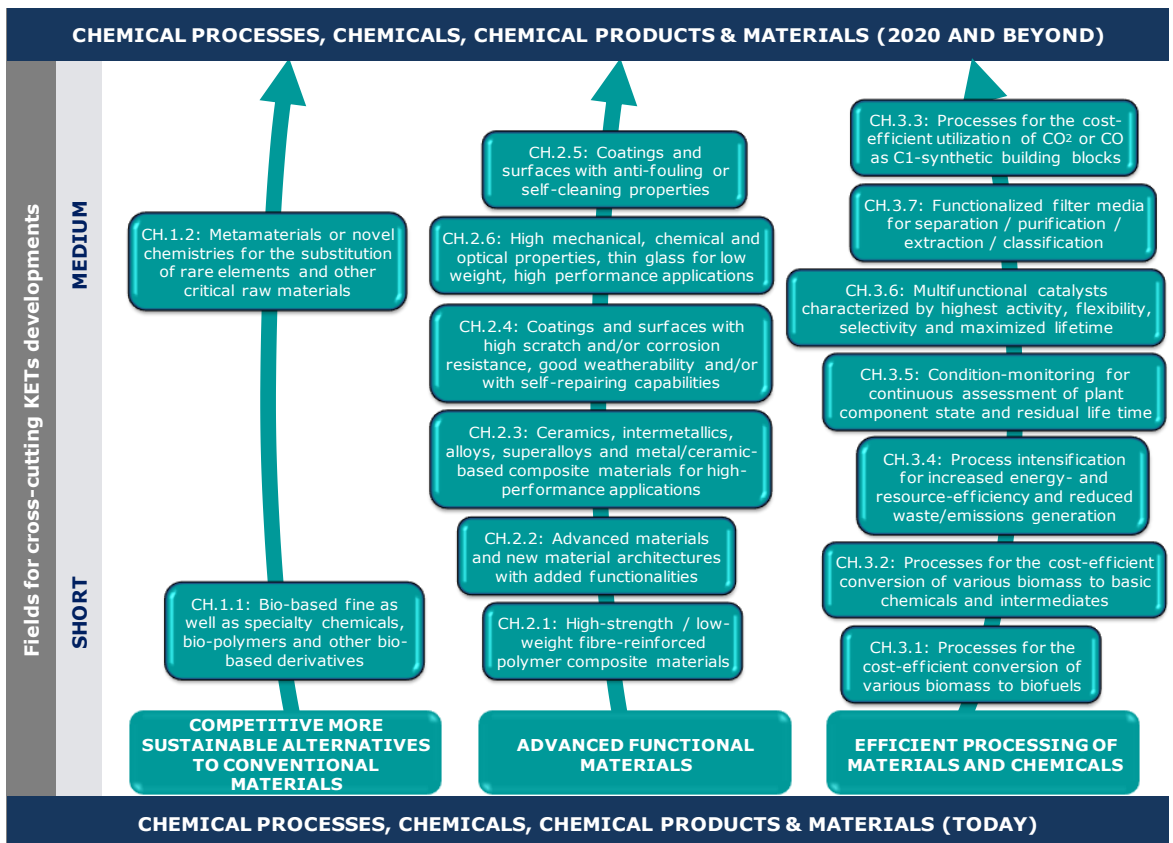 CHEMICAL PROCESSES, CHEMICALS, CHEMICAL PRODUCTS & MATERIALS (2020 AND BEYOND)
Fields for cross-cutting KETs developments
MEDIUM
SHORT
CH.1.2: Metamaterials or novel
chemistries for the substitution
of rare elements and other
critical raw materials
CH.1.1: Bio-based fine as
well as specialty chemicals,
bio-polymers and other bio-
based derivatives
COMPETITIVE MORE
SUSTAINABLE ALTERNATIVES
TO CONVENTIONAL
MATERIALS
CH.2.5: Coatings and
surfaces with anti-fouling or
self-cleaning properties
CH.2.6: High mechanical, chemical and
optical properties, thin glass for low
weight, high performance applications
CH.2.4: Coatings and surfaces with
high scratch and/or corrosion
resistance, good weatherability and/or
with self-repairing capabilities
CH.2.3: Ceramics, intermetallics,
alloys, superalloys and metal/ceramic-
based composite materials for high-
performance applications
CH.2.2: Advanced materials
and new material architectures
with added functionalities
CH.2.1: High-strength / low-
weight fibre-reinforced
polymer composite materials
ADVANCED FUNCTIONAL
MATERIALS
CH.3.3: Processes for the cost-
efficient utilization of CO² or CO
as C1-synthetic building blocks
CH.3.7: Functionalized filter media
for separation / purification /
extraction / classification
CH.3.6: Multifunctional catalysts
characterized by highest activity, flexibility,
selectivity and maximized lifetime
CH.3.5: Condition-monitoring for
continuous assessment of plant
component state and residual life time
CH.3.4: Process intensification
for increased energy- and
resource-efficiency and reduced
waste/emissions generation
CH.3.2: Processes for the cost-efficient
conversion of various biomass to basic
chemicals and intermediates
CH.3.1: Processes for the
cost-efficient conversion of
various biomass to biofuels
EFFICIENT PROCESSING OF
MATERIALS AND CHEMICALS
CHEMICAL PROCESSES, CHEMICALS, CHEMICAL PRODUCTS & MATERIALS (TODAY)